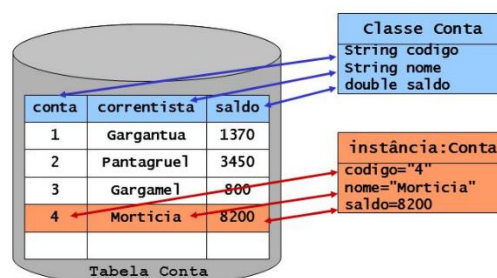 Classe Conta
String codigo
String nome
double saldo
conta correntista saldo
1 Gargantua 1370
2 Pantagruel 3450
3 Gargamel 800
4 Morticia 8200
instância:Conta
codigo="4"
nome="Morticia"
saldo=8200
Tabela Conta